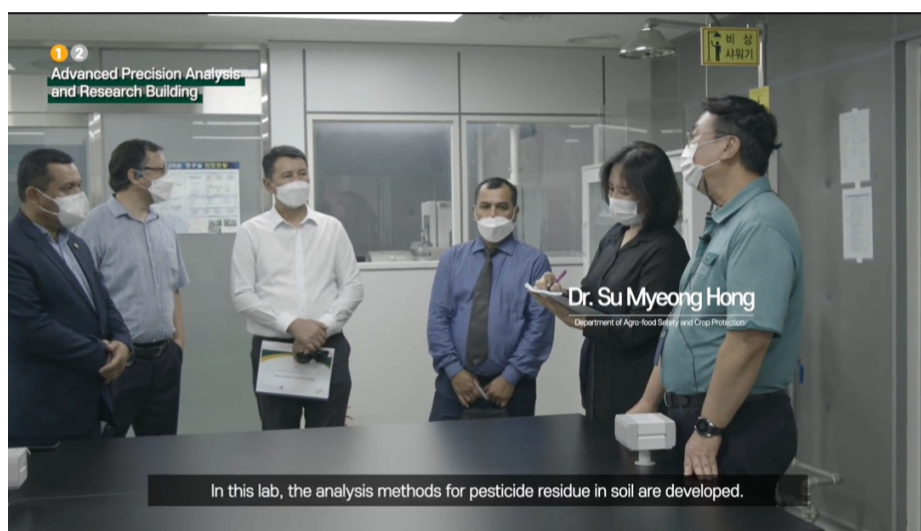 1 2
Advanced Precision Analysis
and Research Building
비 상
샤워기
Dr. Su Myeong Hong
Department of Agro-food Safety and Crop Protection
In this lab, the analysis methods for pesticide residue in soil are developed.